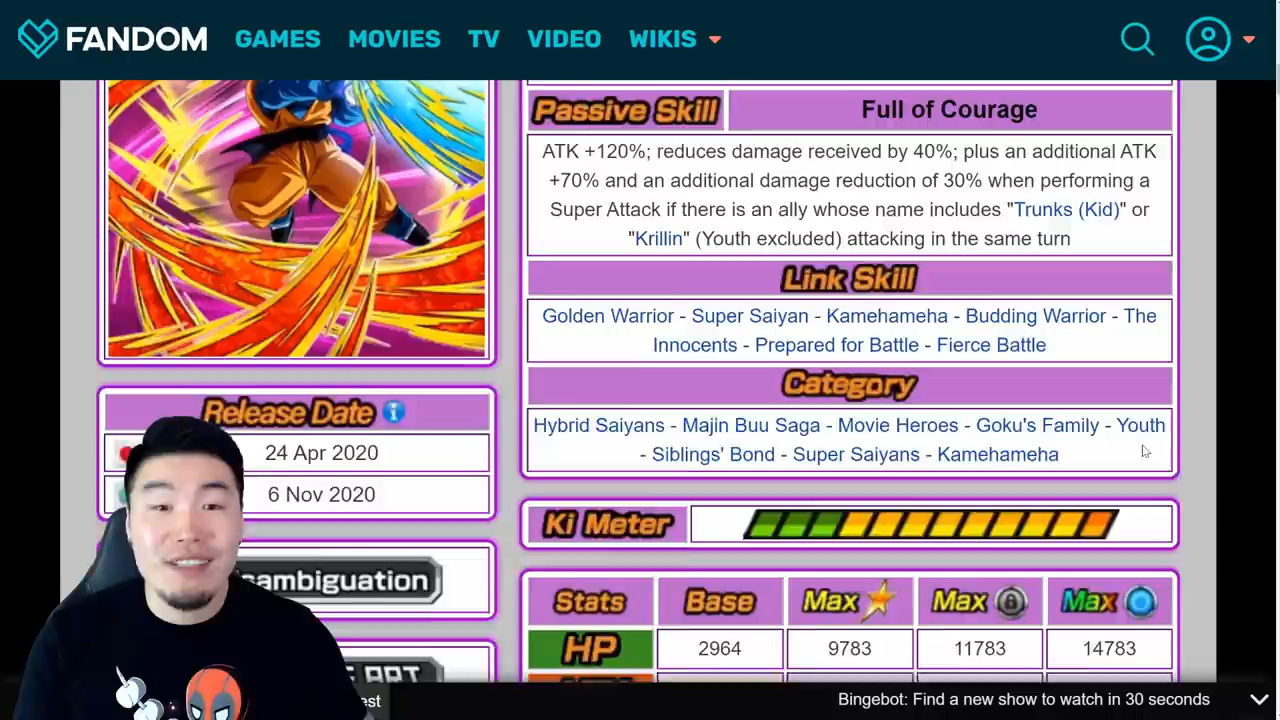 FANDOM GAMES MOVIES TV VIDEO WIKIS
Passive Skill Full of Courage
ATK +120%; reduces damage received by 40%; plus an additional ATK
+70% and an additional damage reduction of 30% when performing a
Super Attack if there is an ally whose name includes "Trunks (Kid)" or
"Krillin" (Youth excluded) attacking in the same turn
Link Skill
Golden Warrior - Super Saiyan - Kamehameha - Budding Warrior - The
Innocents - Prepared for Battle - Fierce Battle
Category
Hybrid Saiyans - Majin Buu Saga - Movie Heroes - Goku's Family - Youth
- Siblings' Bond - Super Saiyans - Kamehameha
Release Date i
24 Apr 2020
6 Nov 2020
Ki Meter
sambiguation
Stats Base Max Max Max
HP 2964 9783 11783 14783
ART
est
Bingebot: Find a new show to watch in 30 seconds